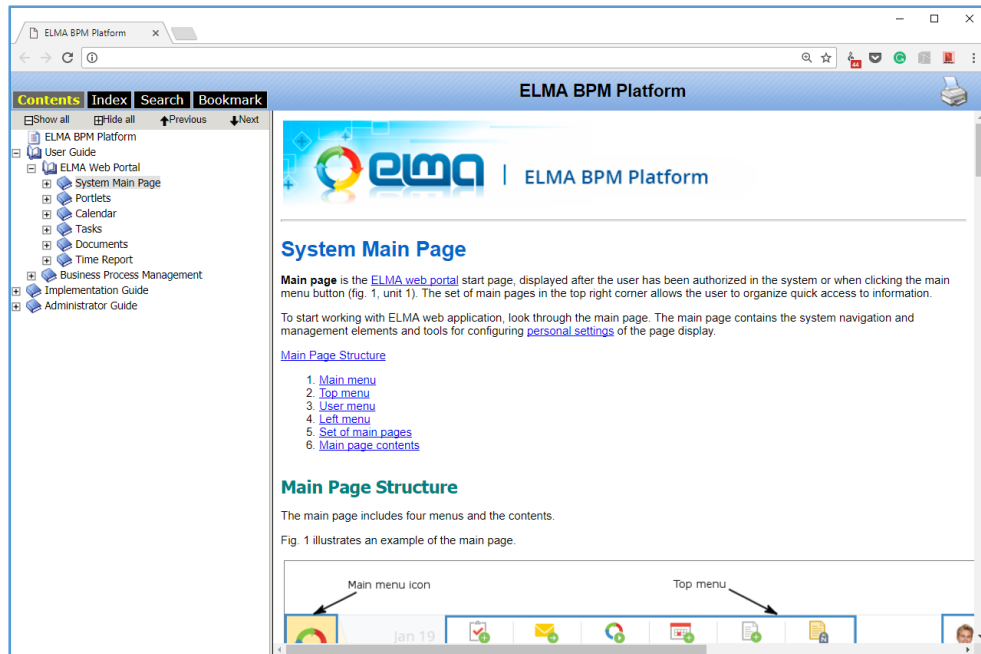 ELMA BPM Platform
44
ELMA BPM Platform
Contents Index Search Bookmark
Show all Hide all Previous Next
ELMA BPM Platform
User Guide
ELMA Web Portal
System Main Page
Portlets
Calendar
Tasks
Documents
Time Report
Business Process Management
Implementation Guide
Administrator Guide
elma | ELMA BPM Platform
System Main Page
Main page is the ELMA web portal start page, displayed after the user has been authorized in the system or when clicking the main
menu button (fig. 1, unit 1). The set of main pages in the top right corner allows the user to organize quick access to information.
To start working with ELMA web application, look through the main page. The main page contains the system navigation and
management elements and tools for configuring personal settings of the page display.
Main Page Structure
1. Main menu
2. Top menu
3. User menu
4. Left menu
5. Set of main pages
6. Main page contents
Main Page Structure
The main page includes four menus and the contents.
Fig. 1 illustrates an example of the main page.
Main menu icon Top menu
Jan 19